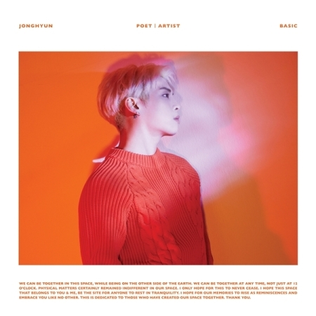 JONGHYUN
POET | ARTIST
BASIC
WE CAN BE TOGETHER IN THIS SPACE, WHILE BEING ON THE OTHER SIDE OF THE EARTH. WE CAN BE TOGETHER AT ANY TIME, NOT JUST AT 12
O'CLOCK. PHYSICAL MATTERS CERTAINLY REMAINED INDIFFERENT IN OUR SPACE. I ONLY HOPE FOR THIS TO NEVER CEASE. I HOPE THIS SPACE
THAT BELONGS TO YOU & ME, BE THE SITE FOR ANYONE TO REST IN TRANQUILITY. I HOPE FOR OUR MEMORIES TO KISS AS REMINISCENCES AND
EMBRACE YOU LIKE NO OTHER. THIS IS DEDICATED TO THOSE WHO HAVE CREATED OUR SPACE TOGETHER. THANK YOU.